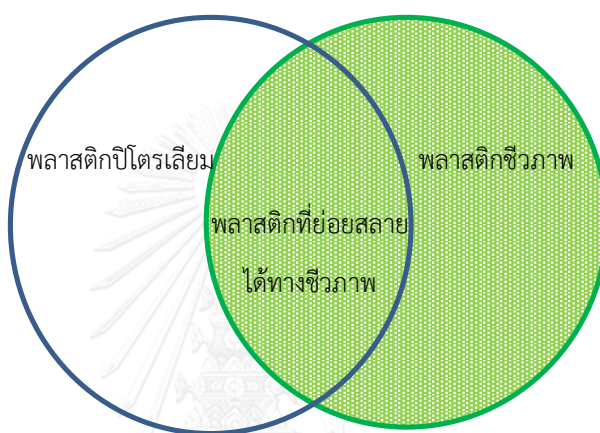 พลาสติกปิโตรเลียม
พลาสติกชีวภาพ
พลาสติกที่ย่อยสลาย
ได้ทางชีวภาพ